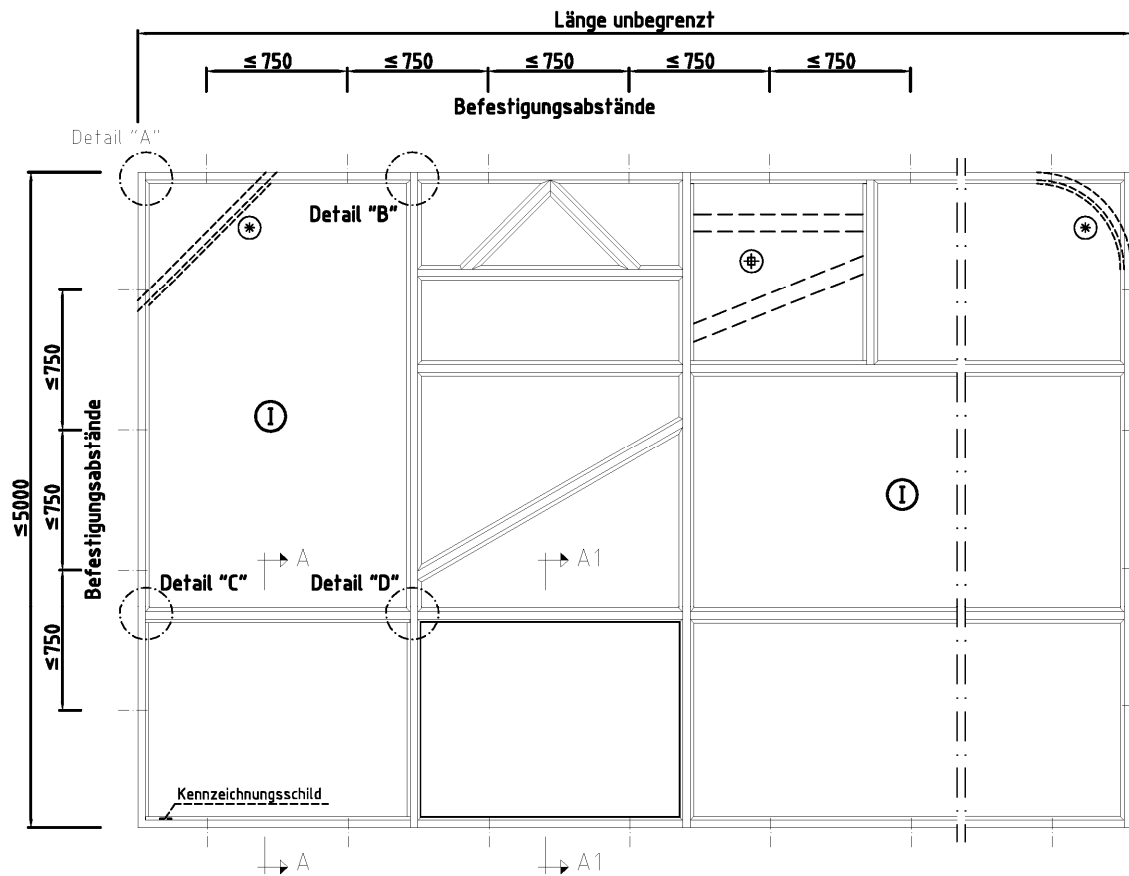 Länge unbegrenzt
≤ 750
≤ 750
≤ 750
≤ 750
≤ 750
Befestigungsabstände
Detail "A"
Detail "B"
≤750
≤750
≤750
Befestigungsabstände
≤5000
I
I
A
A1
Detail "C"
Detail "D"
Kennzeichnungsschild
A
A1